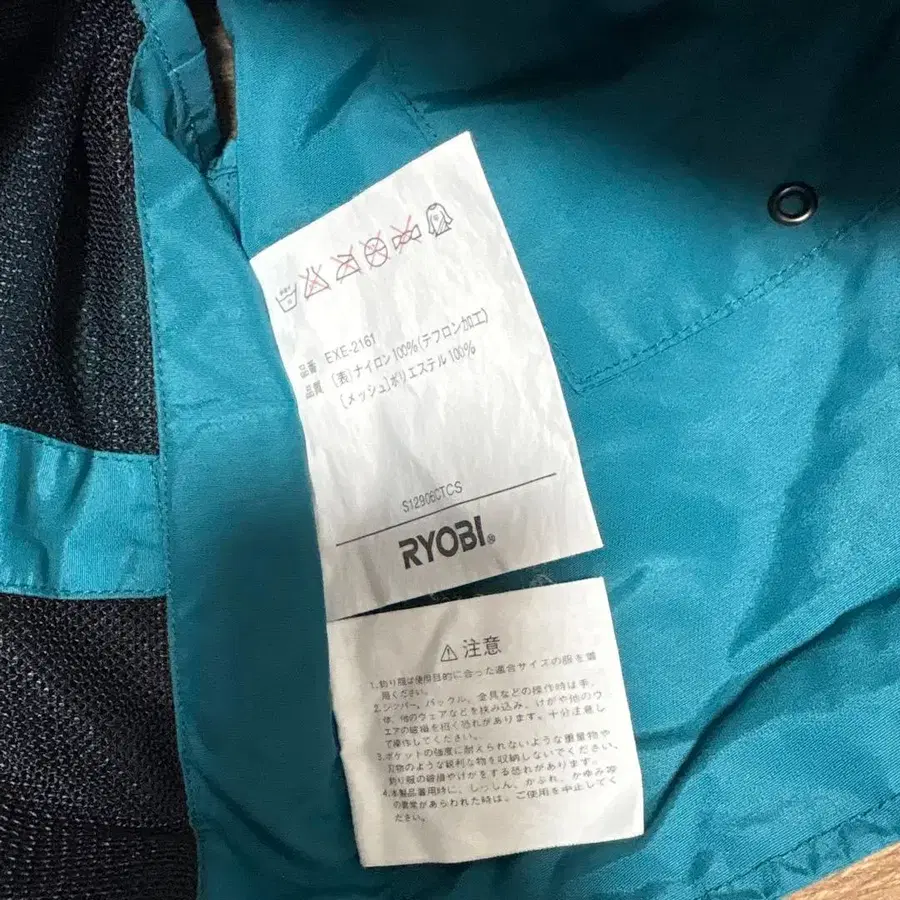 品番 EXE-2161
品質 〔表〕ナイロン100%(テフロン加工)
〔メッシュ〕ポリエステル100%
S12906CTCS
RYOBI®
⚠注意
1.釣り服は使用目的に合った適合サイズの服を着
用ください。
2.ジッパー、バックル、金具などの操作時は手、
体、他のウェアなどを挟み込み、けがや他のウ
エアの破損を招く恐れがあります。十分注意し
て操作してください。
3.ポケットの強度に耐えられないような重量物や
刃物のような鋭利な物を収納しないでください、
釣り服の破損やけがをする恐れがあります。
4.本製品着用時に、しっしん、かぶれ、かゆみ等
の異常があらわれた時は、ご使用を中止してく
ださい。